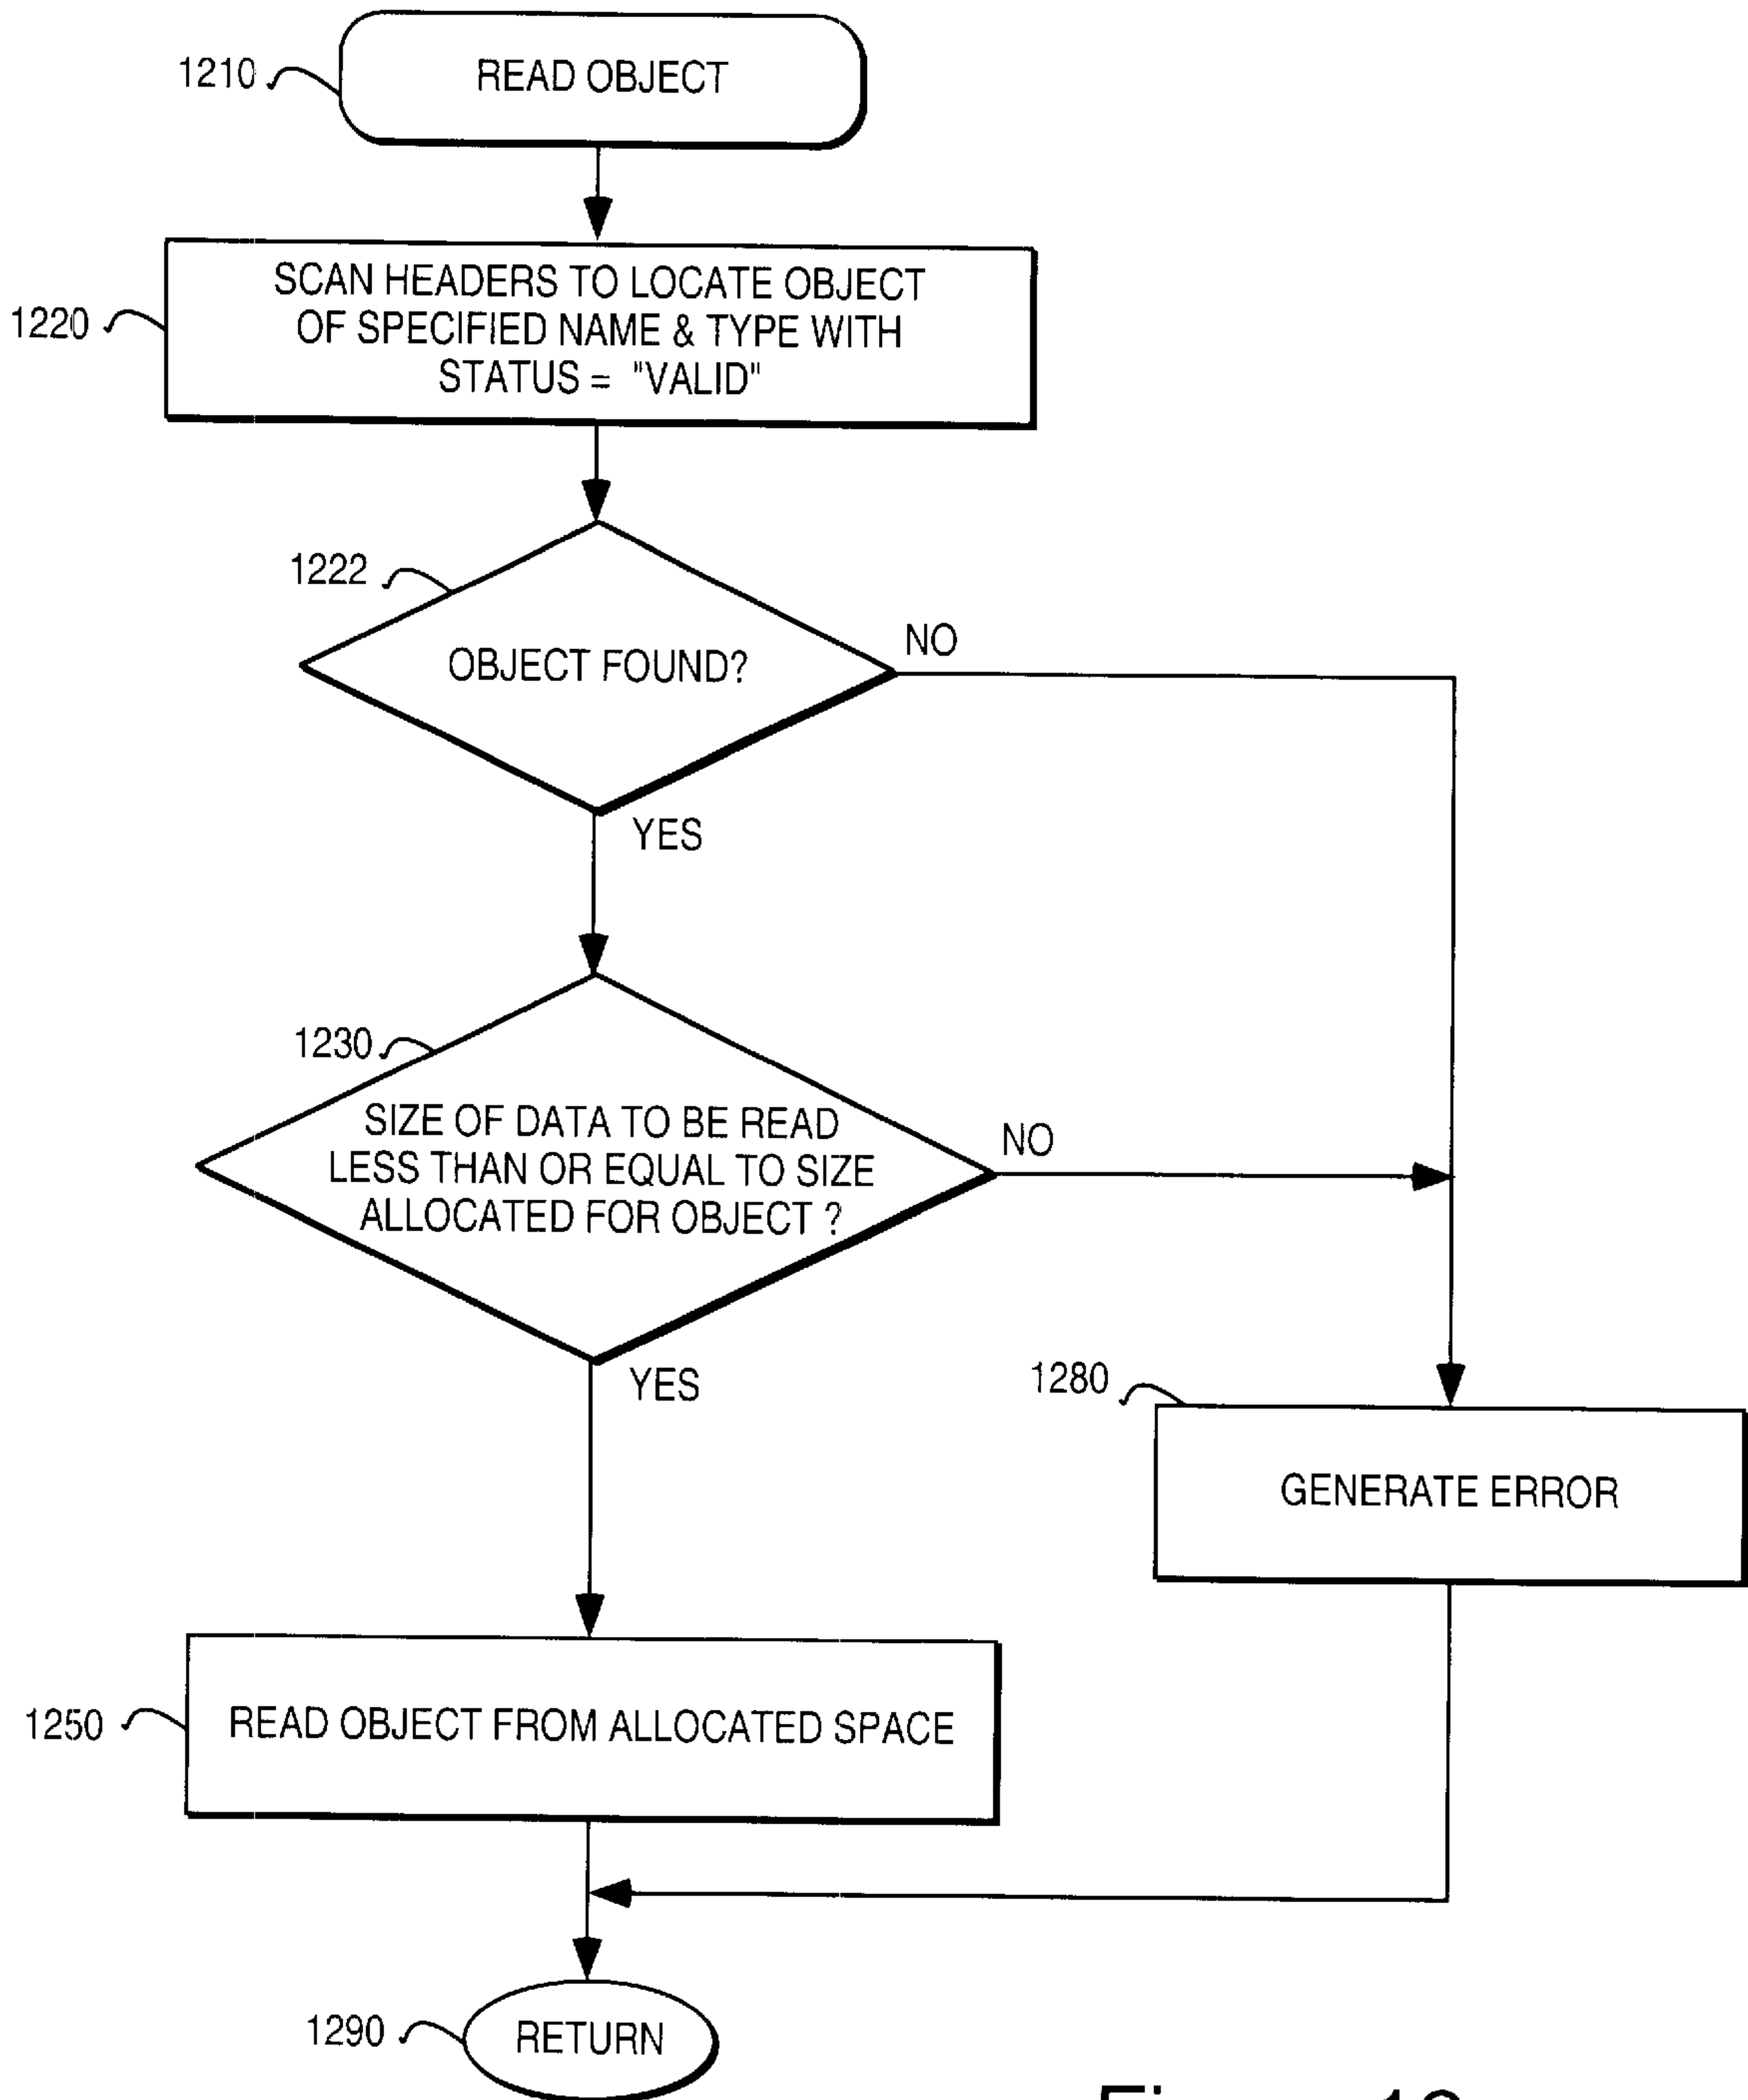 1210
READ OBJECT
1220
SCAN HEADERS TO LOCATE OBJECT
OF SPECIFIED NAME & TYPE WITH
STATUS = "VALID"
1222
OBJECT FOUND?
NO
YES
1230
SIZE OF DATA TO BE READ
LESS THAN OR EQUAL TO SIZE
ALLOCATED FOR OBJECT ?
NO
YES
1280
GENERATE ERROR
1250
READ OBJECT FROM ALLOCATED SPACE
1290
RETURN